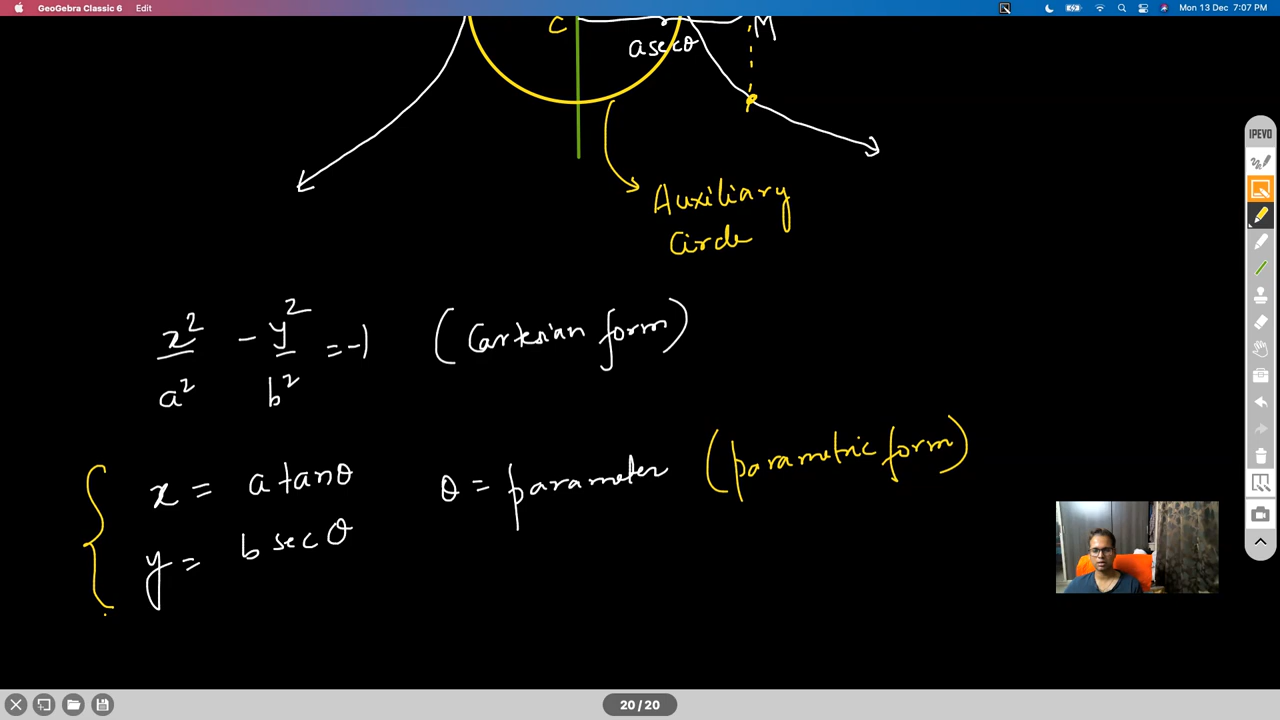 GeoGebra Classic 6 Edit Mon 13 Dec 7:07 PM
C M
a secθ
IPEVO
Auxiliary
Circle
x²/a² - y²/b² = -1 (Cartesian form)
x = a tanθ θ = parameter (parametric form)
y = b secθ
20 / 20